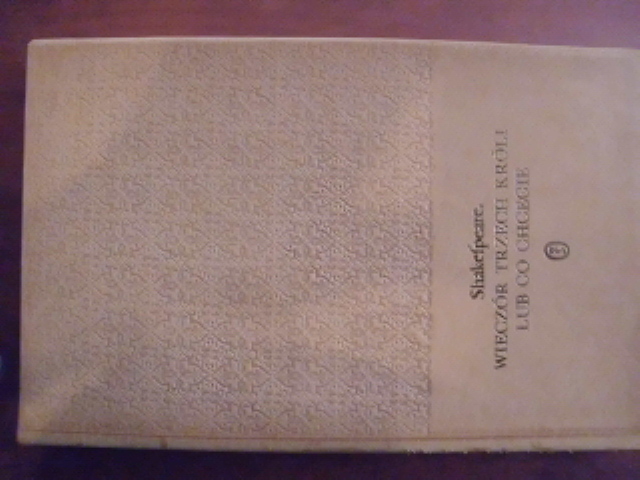 Shakeſpeare.
WIECZÓR TRZECH KRÓLI
LUB CO CHCECIE